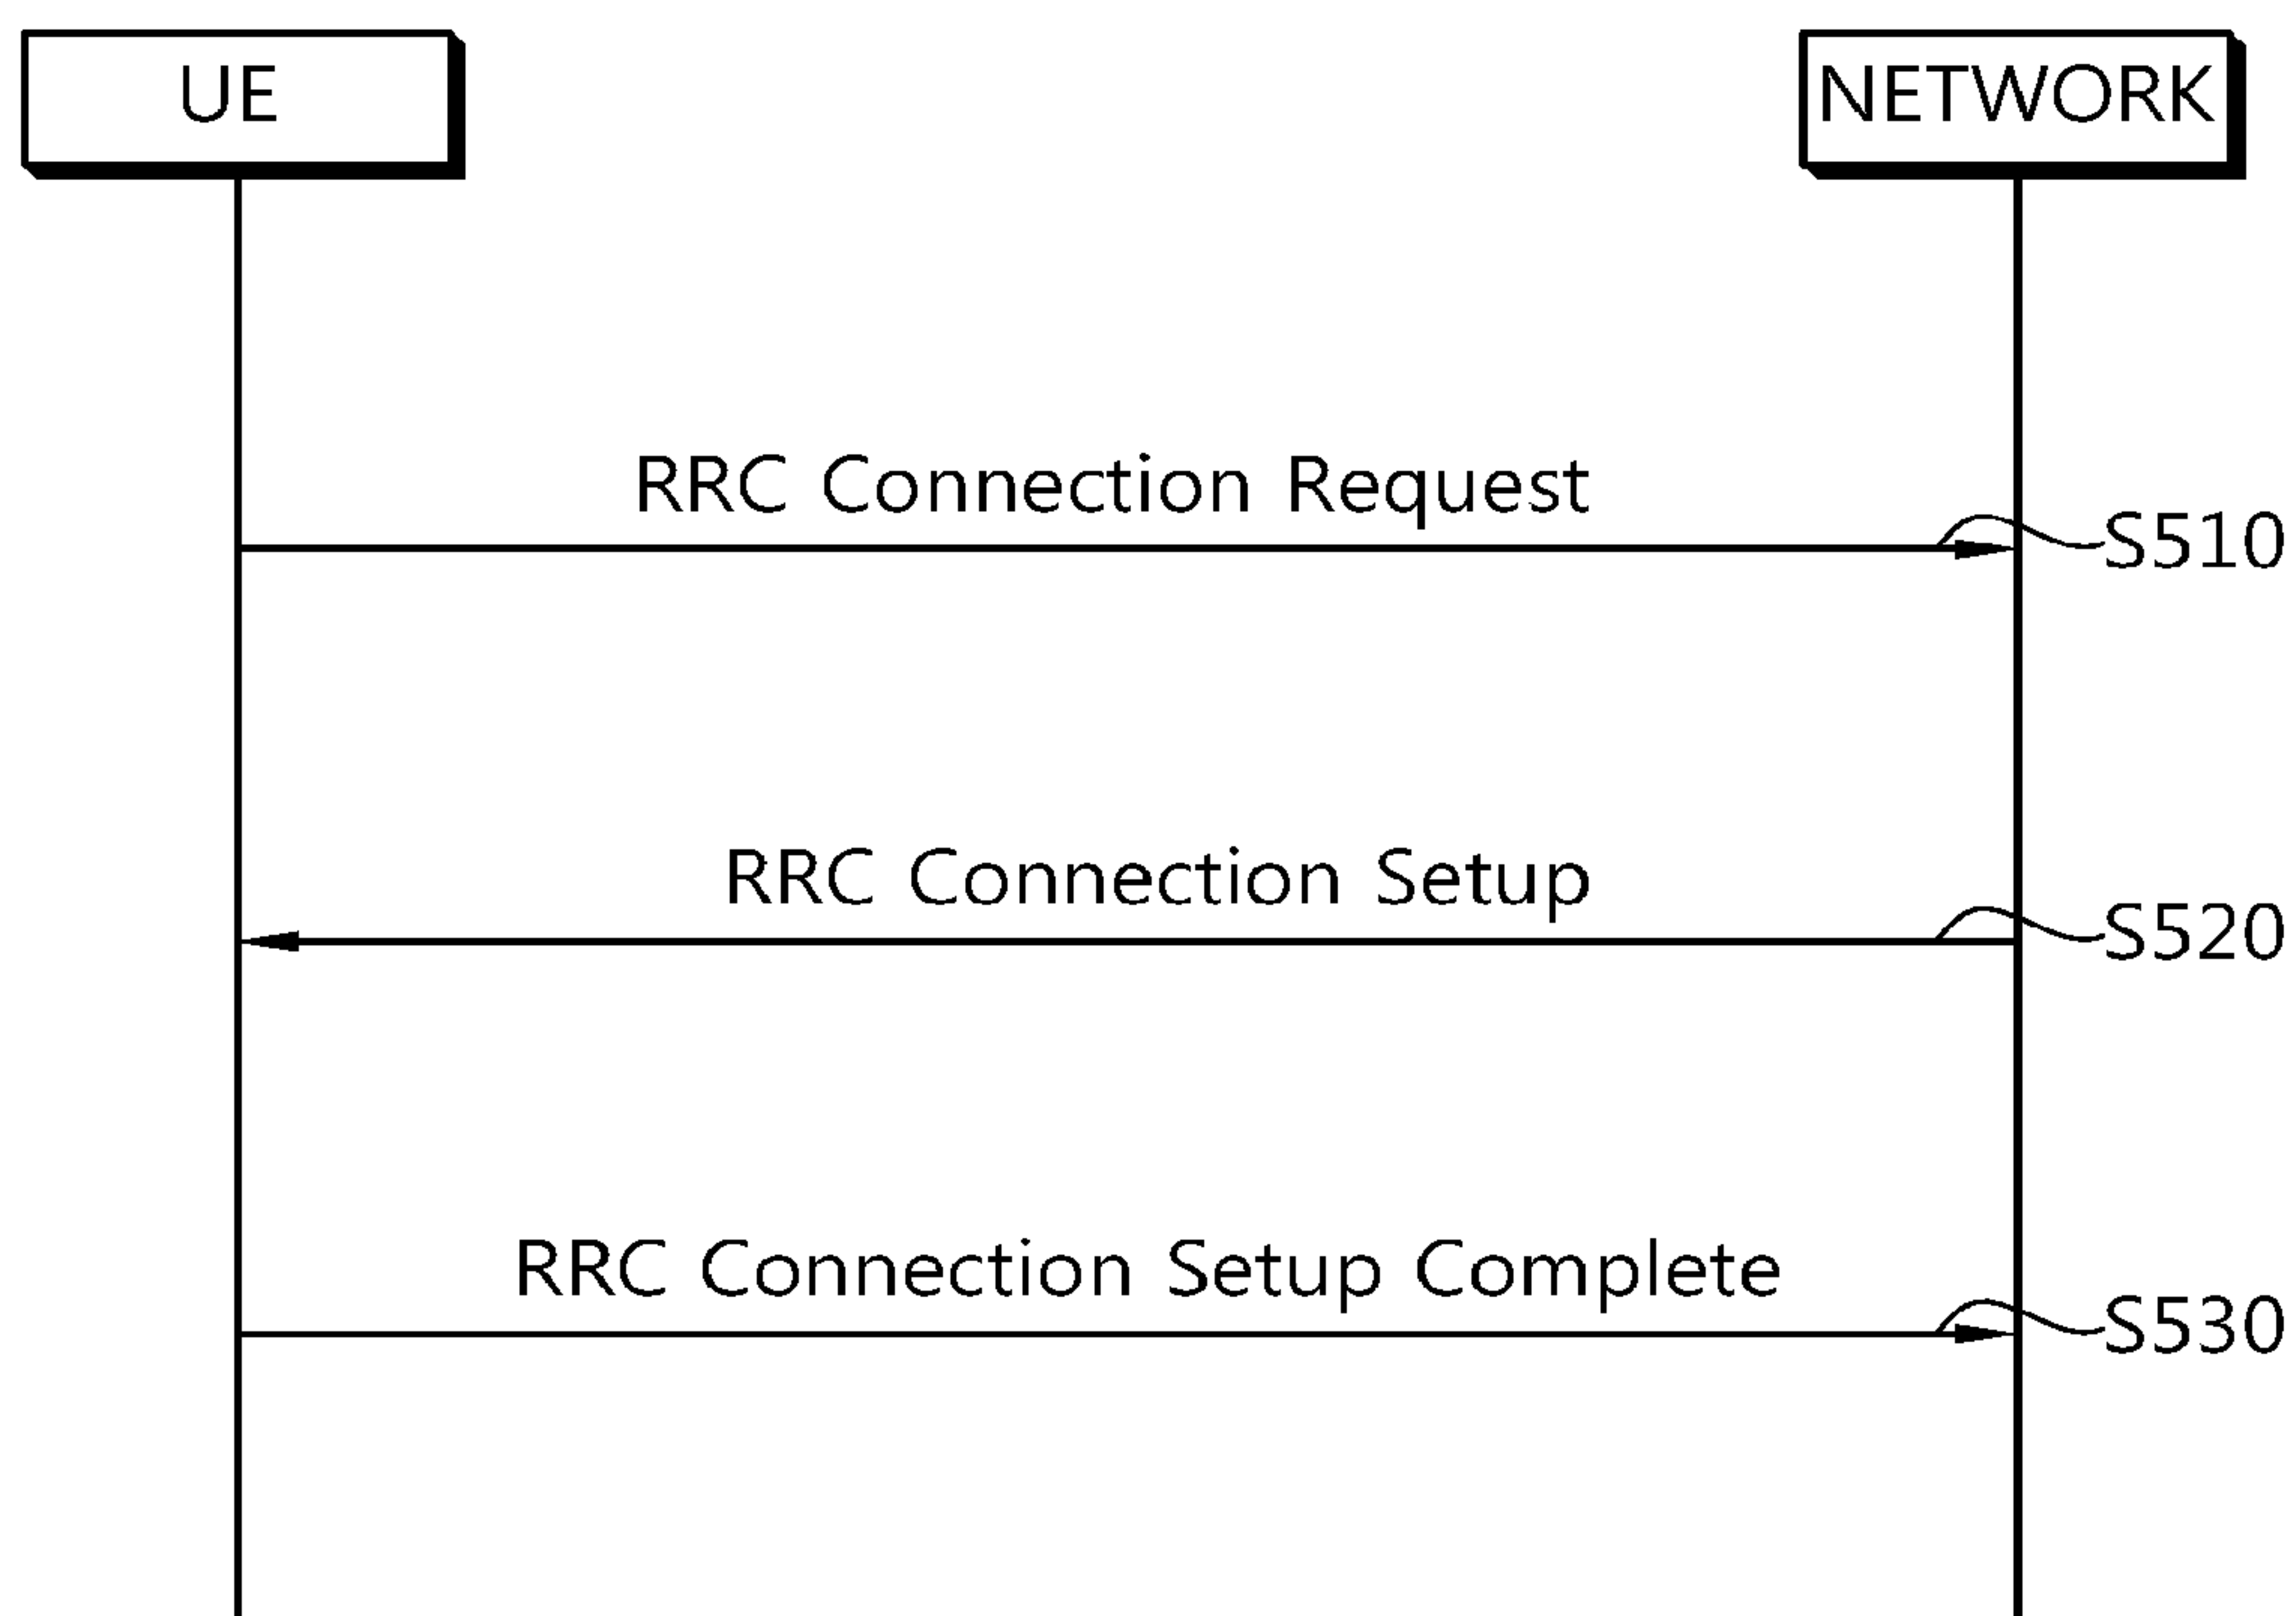 UE
NETWORK
RRC Connection Request
S510
RRC Connection Setup
S520
RRC Connection Setup Complete
S530